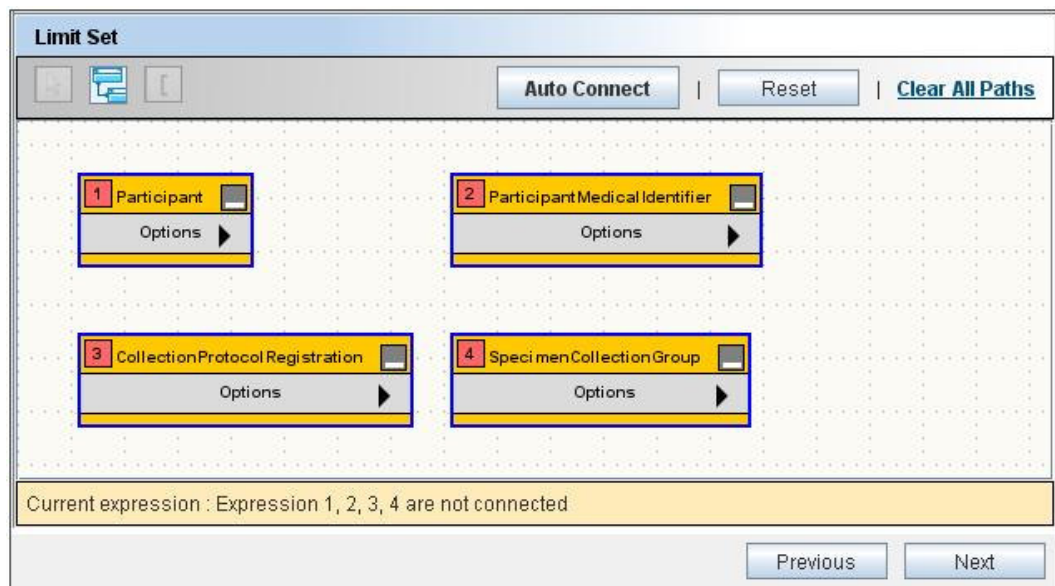 Limit Set
Auto Connect | Reset | Clear All Paths
1 Participant
Options
2 ParticipantMedicalIdentifier
Options
3 CollectionProtocolRegistration
Options
4 SpecimenCollectionGroup
Options
Current expression : Expression 1, 2, 3, 4 are not connected
Previous Next